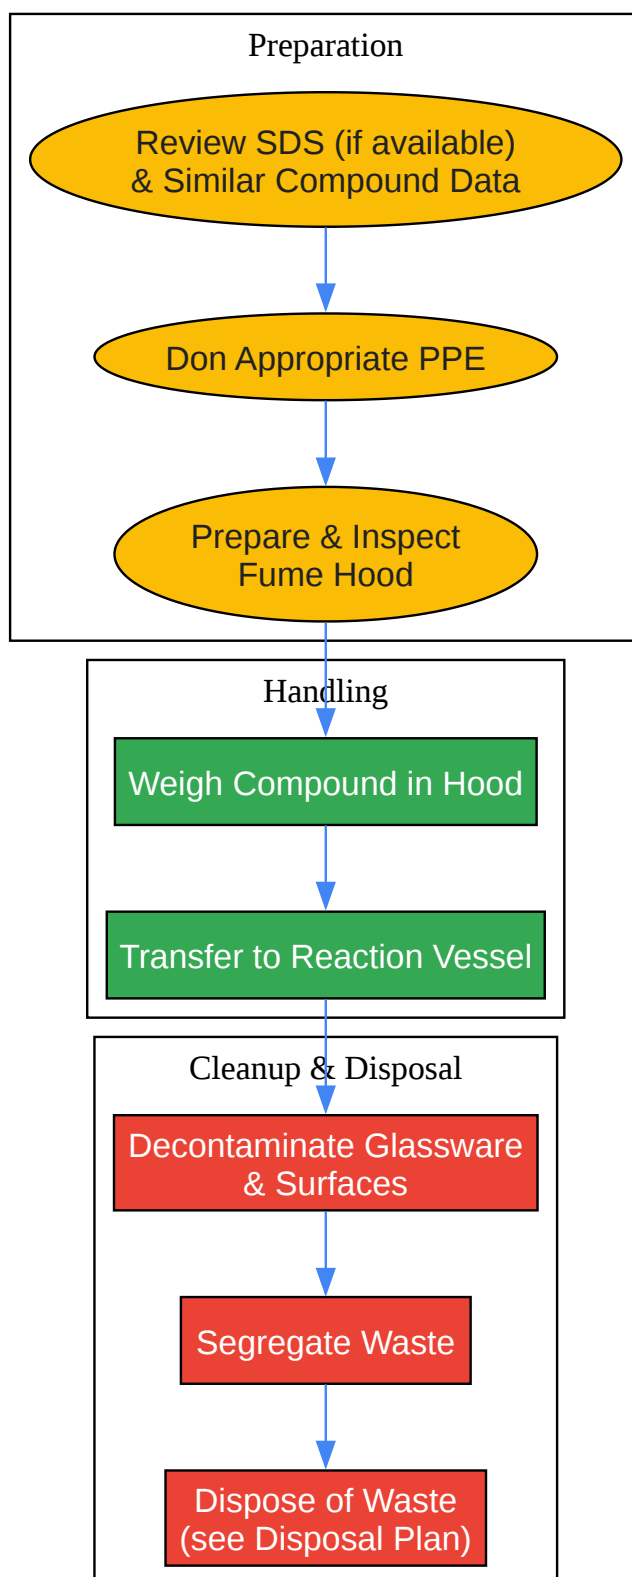 Preparation
Review SDS (if available)
& Similar Compound Data
Don Appropriate PPE
Prepare & Inspect
Fume Hood
Handling
Weigh Compound in Hood
Transfer to Reaction Vessel
Cleanup & Disposal
Decontaminate Glassware
& Surfaces
Segregate Waste
Dispose of Waste
(see Disposal Plan)